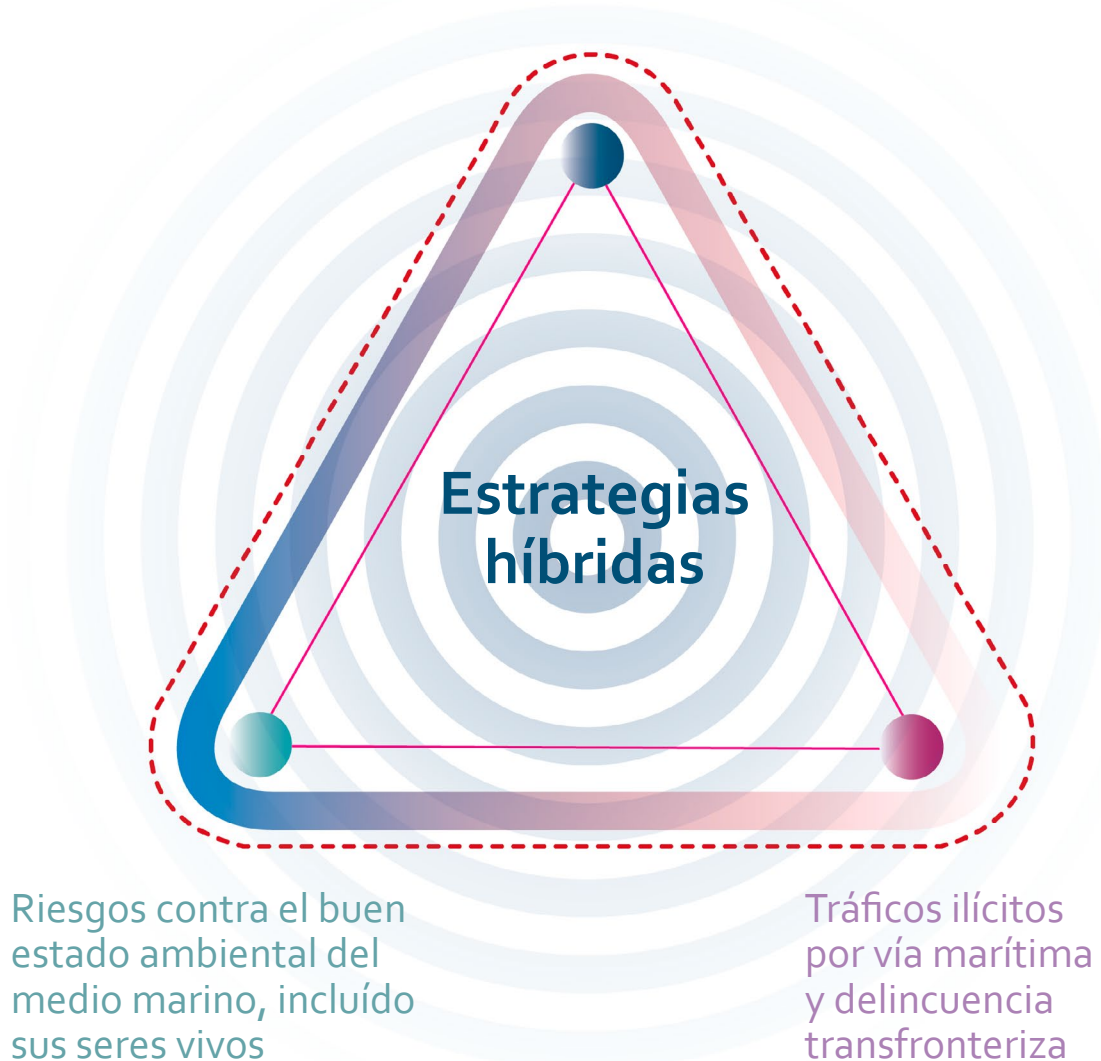 Estrategias
híbridas
Riesgos contra el buen
estado ambiental del
medio marino, incluído
sus seres vivos
Tráficos ilícitos
por vía marítima
y delincuencia
transfronteriza